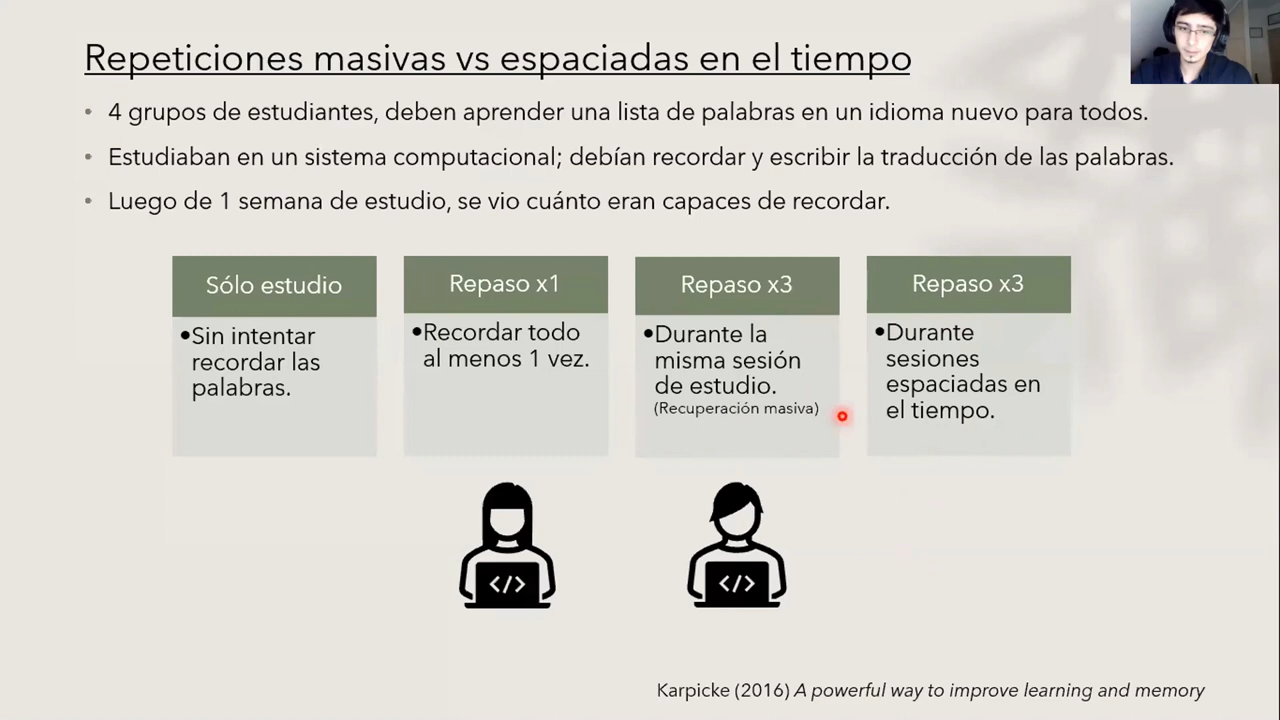 Repeticiones masivas vs espaciadas en el tiempo
• 4 grupos de estudiantes, deben aprender una lista de palabras en un idioma nuevo para todos.
• Estudiaban en un sistema computacional; debían recordar y escribir la traducción de las palabras.
• Luego de 1 semana de estudio, se vio cuánto eran capaces de recordar.
Sólo estudio
•Sin intentar
recordar las
palabras.
Repaso x1
•Recordar todo
al menos 1 vez.
Repaso x3
•Durante la
misma sesión
de estudio.
(Recuperación masiva)
Repaso x3
•Durante
sesiones
espaciadas en
el tiempo.
</>
</>
Karpicke (2016) A powerful way to improve learning and memory